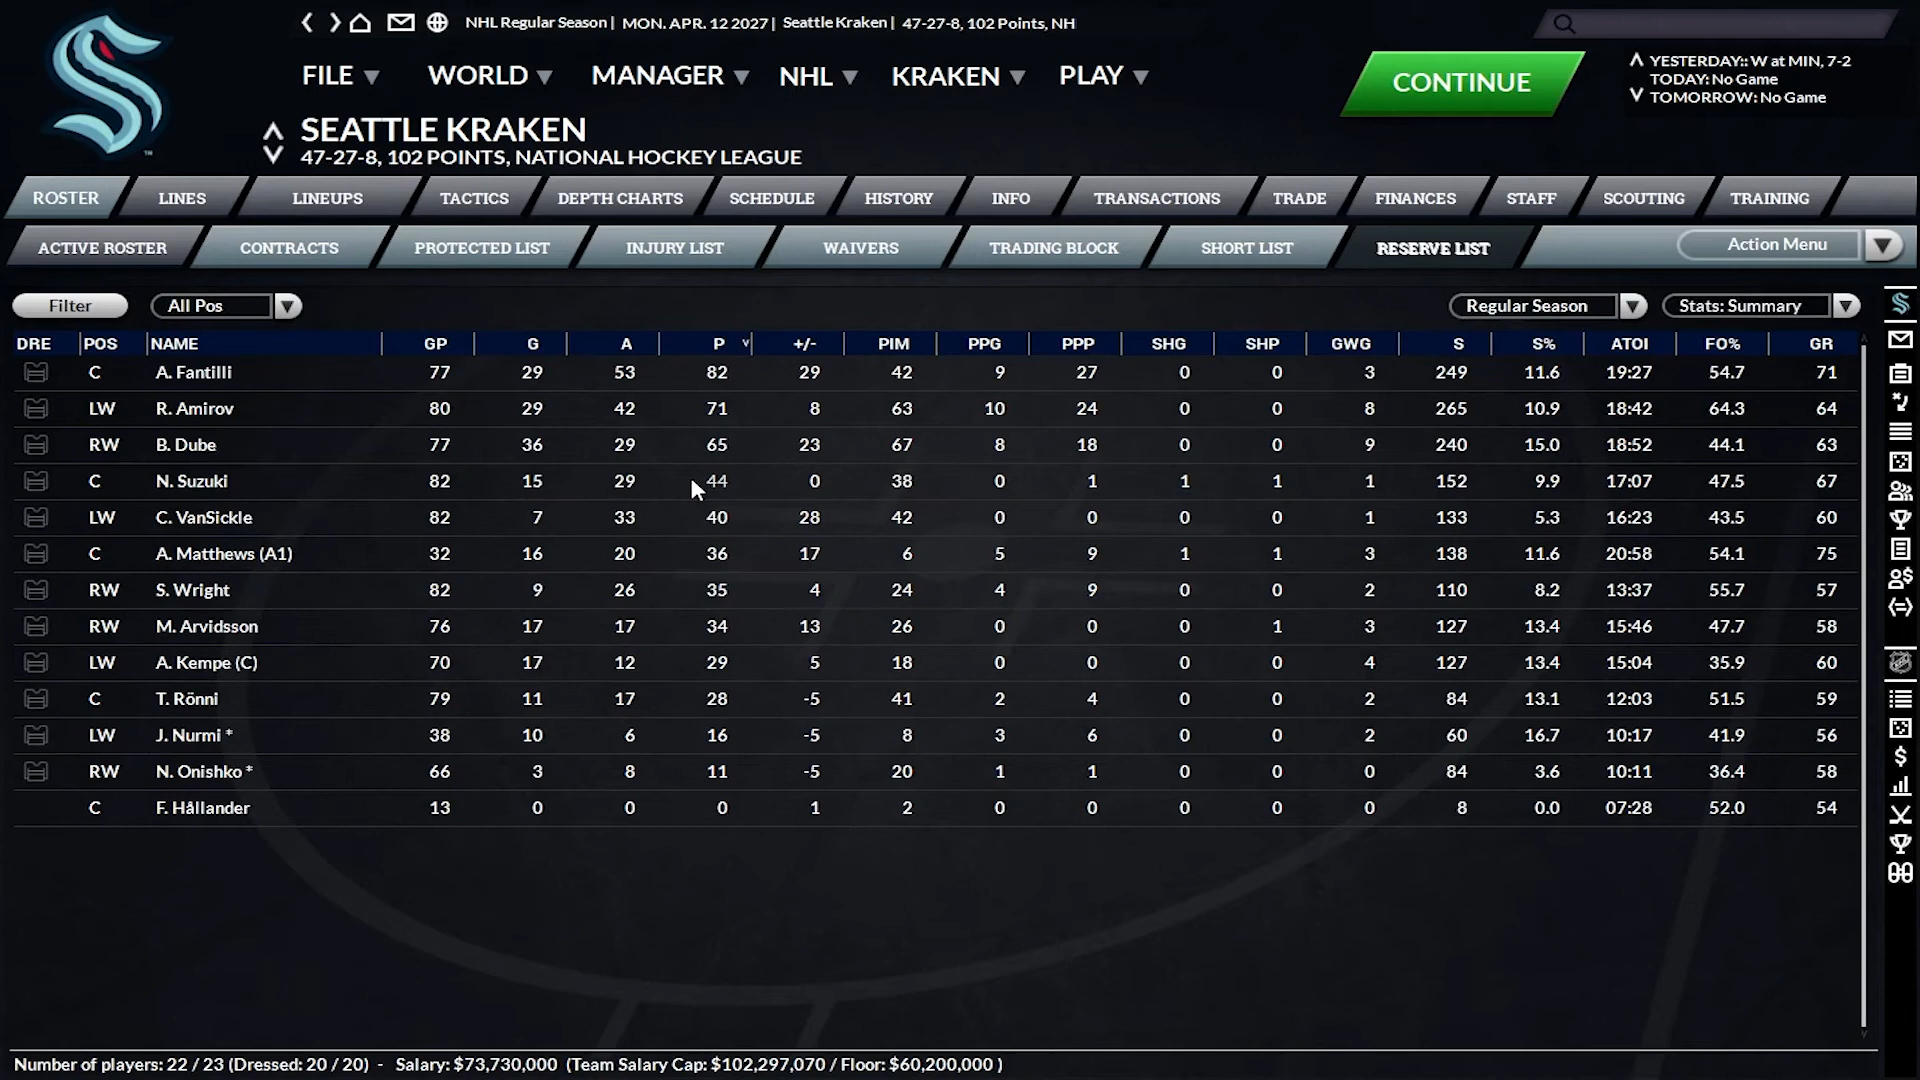 NHL Regular Season | MON. APR. 12 2027 | Seattle Kraken | 47-27-8, 102 Points, NH
FILE WORLD MANAGER NHL KRAKEN PLAY
CONTINUE
YESTERDAY:: W at MIN, 7-2
TODAY: No Game
TOMORROW: No Game
SEATTLE KRAKEN
47-27-8, 102 POINTS, NATIONAL HOCKEY LEAGUE
™
ROSTER LINES LINEUPS TACTICS DEPTH CHARTS SCHEDULE HISTORY INFO TRANSACTIONS TRADE FINANCES STAFF SCOUTING TRAINING
ACTIVE ROSTER CONTRACTS PROTECTED LIST INJURY LIST WAIVERS TRADING BLOCK SHORT LIST RESERVE LIST Action Menu
Filter All Pos Regular Season Stats: Summary
DRE POS NAME GP G A P +/- PIM PPG PPP SHG SHP GWG S S% ATOI FO% GR
C A. Fantilli 77 29 53 82 29 42 9 27 0 0 3 249 11.6 19:27 54.7 71
LW R. Amirov 80 29 42 71 8 63 10 24 0 0 8 265 10.9 18:42 64.3 64
RW B. Dube 77 36 29 65 23 67 8 18 0 0 9 240 15.0 18:52 44.1 63
C N. Suzuki 82 15 29 44 0 38 0 1 1 1 1 152 9.9 17:07 47.5 67
LW C. VanSickle 82 7 33 40 28 42 0 0 0 0 1 133 5.3 16:23 43.5 60
C A. Matthews (A1) 32 16 20 36 17 6 5 9 1 1 3 138 11.6 20:58 54.1 75
RW S. Wright 82 9 26 35 4 24 4 9 0 0 2 110 8.2 13:37 55.7 57
RW M. Arvidsson 76 17 17 34 13 26 0 0 0 1 3 127 13.4 15:46 47.7 58
LW A. Kempe (C) 70 17 12 29 5 18 0 0 0 0 4 127 13.4 15:04 35.9 60
C T. Rönni 79 11 17 28 -5 41 2 4 0 0 2 84 13.1 12:03 51.5 59
LW J. Nurmi * 38 10 6 16 -5 8 3 6 0 0 2 60 16.7 10:17 41.9 56
RW N. Onishko * 66 3 8 11 -5 20 1 1 0 0 0 84 3.6 10:11 36.4 58
C F. Hållander 13 0 0 0 1 2 0 0 0 0 0 8 0.0 07:28 52.0 54
Number of players: 22 / 23 (Dressed: 20 / 20) - Salary: $73,730,000 (Team Salary Cap: $102,297,070 / Floor: $60,200,000 )